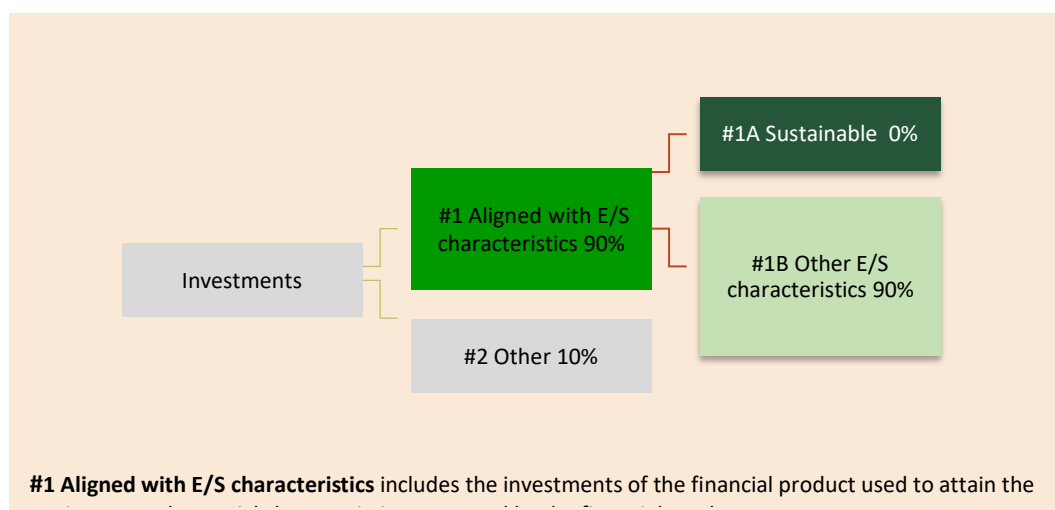 #1A Sustainable 0%
#1 Aligned with E/S
characteristics 90%
Investments
#1B Other E/S
characteristics 90%
#2 Other 10%
#1 Aligned with E/S characteristics includes the investments of the financial product used to attain the